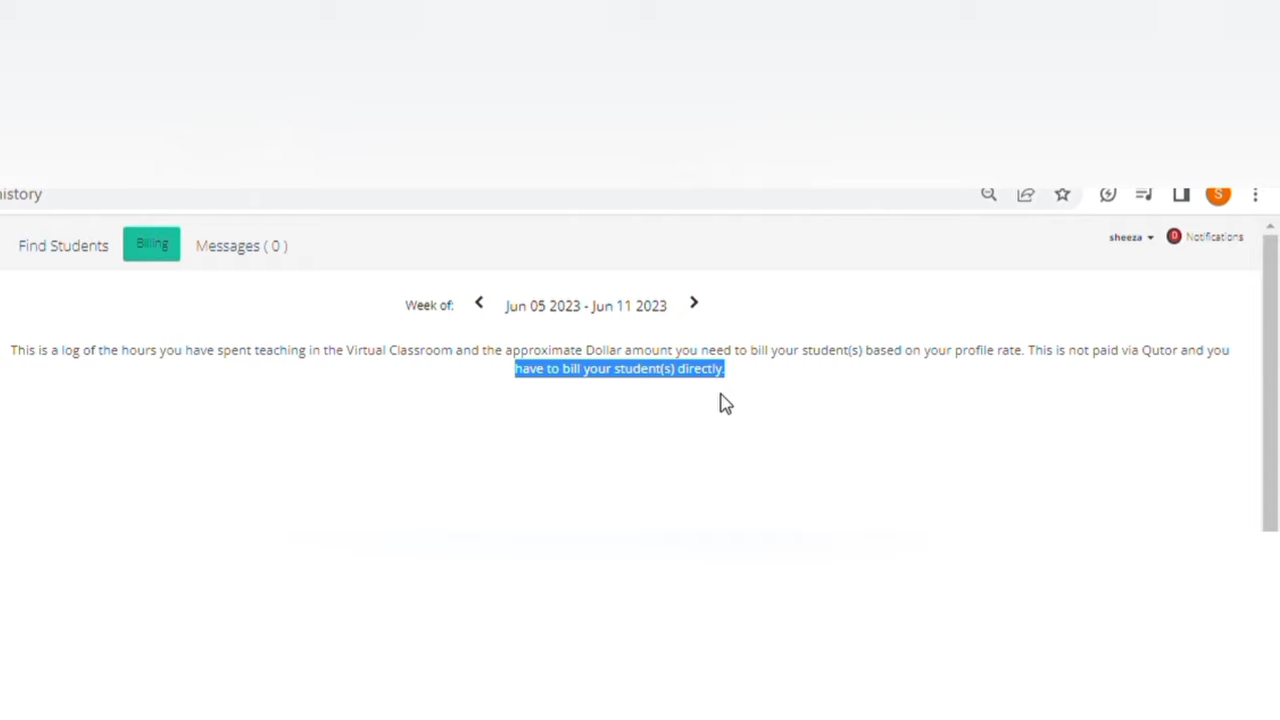 history
S
Find Students Billing Messages ( 0 ) sheeza 0 Notifications
Week of: Jun 05 2023 - Jun 11 2023
This is a log of the hours you have spent teaching in the Virtual Classroom and the approximate Dollar amount you need to bill your student(s) based on your profile rate. This is not paid via Qutor and you
have to bill your student(s) directly.